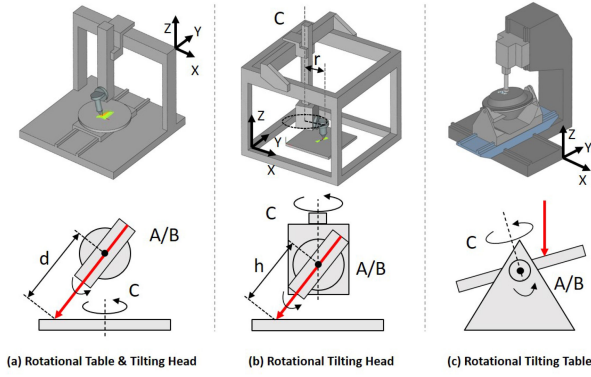 Z
Y
X
C
r
Z
Y
X
Z
Y
X
d
A/B
C
C
h
A/B
C
A/B
(a) Rotational Table & Tilting Head
(b) Rotational Tilting Head
(c) Rotational Tilting Table